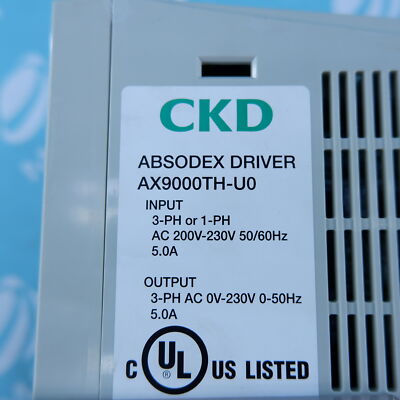 CKD
ABSODEX DRIVER
AX9000TH-U0
INPUT
3-PH or 1-PH
AC 200V-230V 50/60Hz
5.0A
OUTPUT
3-PH AC 0V-230V 0-50Hz
5.0A
C UL US LISTED